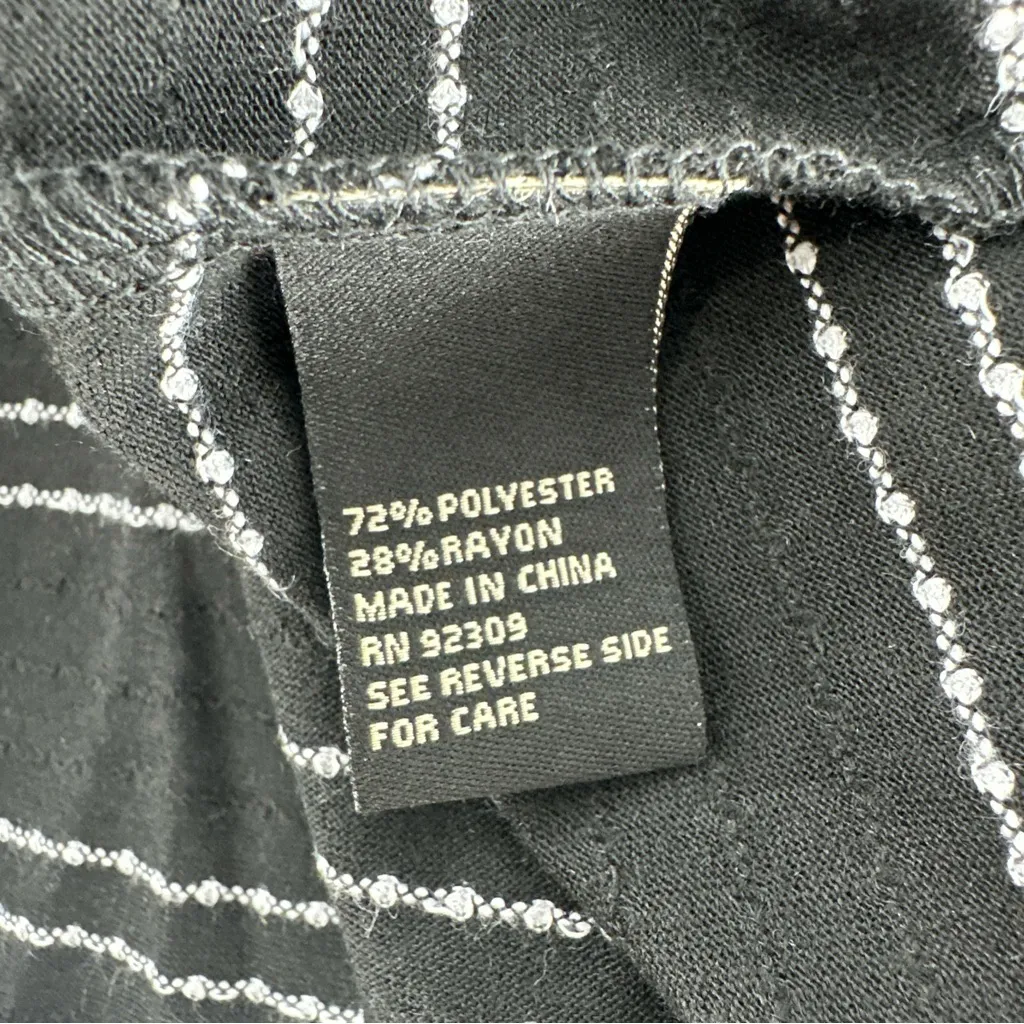 72% POLYESTER
28% RAYON
MADE IN CHINA
RN 92309
SEE REVERSE SIDE
FOR CARE